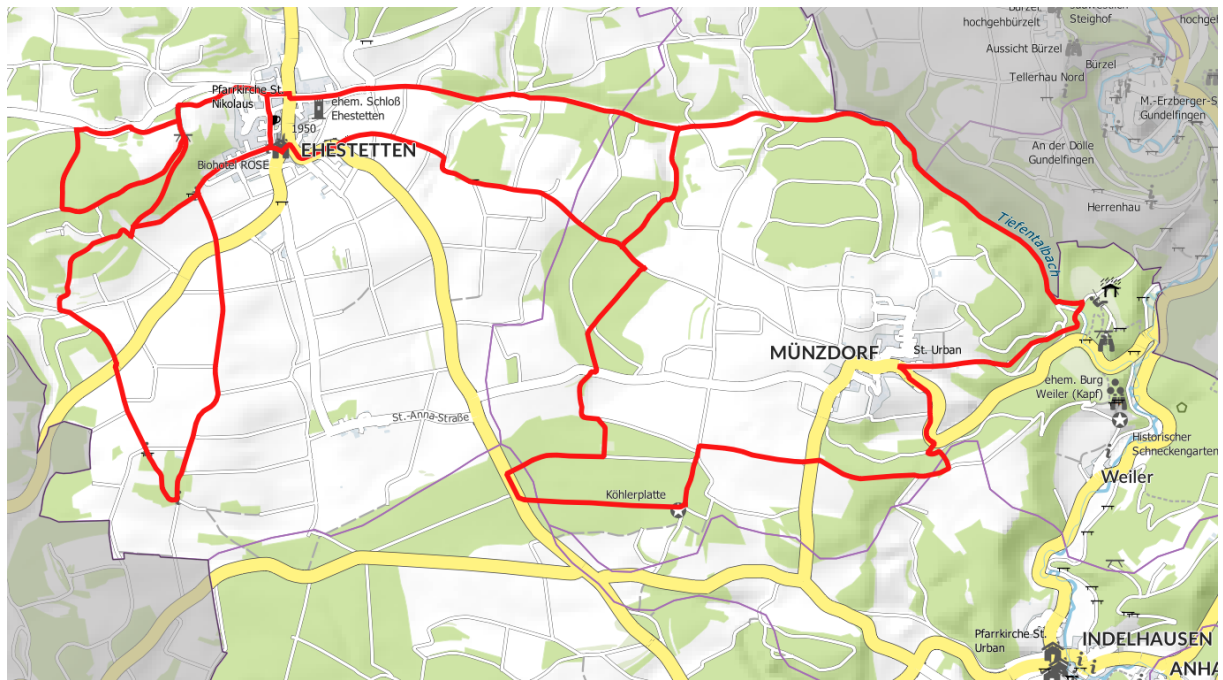 Bürzel,
hochgehbürzelt
Steighof
hochgeh
Aussicht Bürzel
Bürzel
Tellerhau Nord
M.-Erzberger-S
Gundelfingen
Pfarrkirche St.
Nikolaus
ehem. Schloß
Ehestetten
1950
EHESTETTEN
Biohotel ROSE
An der Dolle
Gundelfingen
Herrenhau
Tiefentalbach
MÜNZDORF
St. Urban
ehem. Burg
Weiler (Kapf)
St.-Anna-Straße
Historischer
Schneckengarten
Weiler
Köhlerplatte
Pfarrkirche St.
Urban
INDELHAUSEN
ANHA